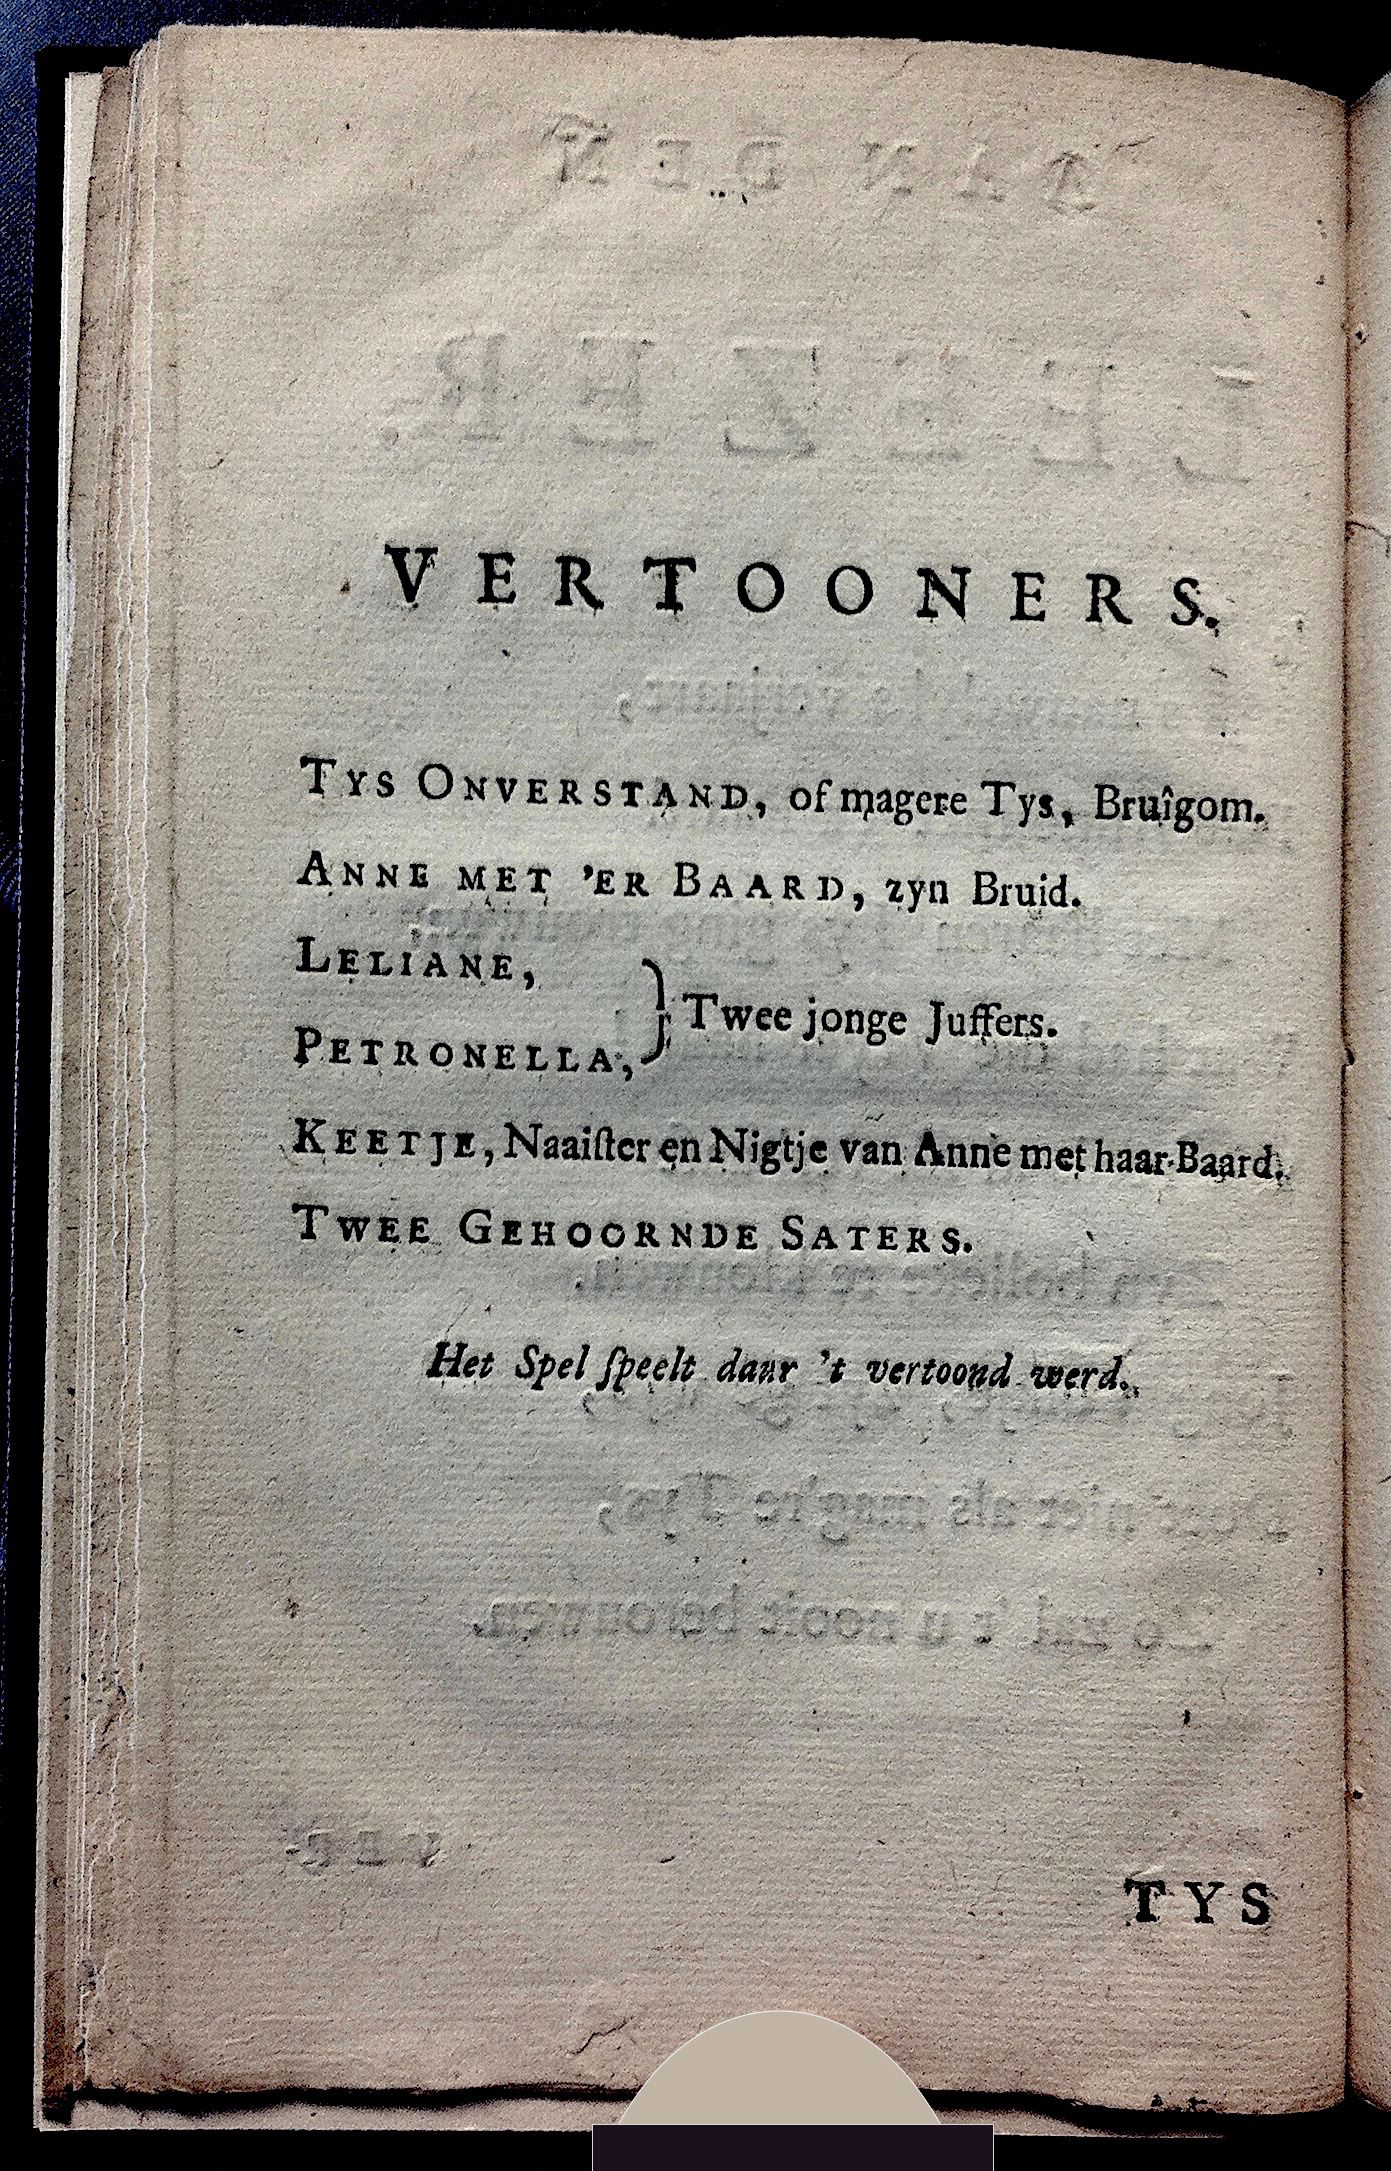 VERTOONERS.
TYS ONVERSTAND, of magere Tys, Bruîgom.
ANNE MET 'ER BAARD, zyn Bruid.
LELIANE,
PETRONELLA, } Twee jonge Juffers.
KEETJE, Naaiſter en Nigtje van Anne met haar Baard.
TWEE GEHOORNDE SATERS.
Het Spel ſpeelt daar 't vertoond werd.
TYS